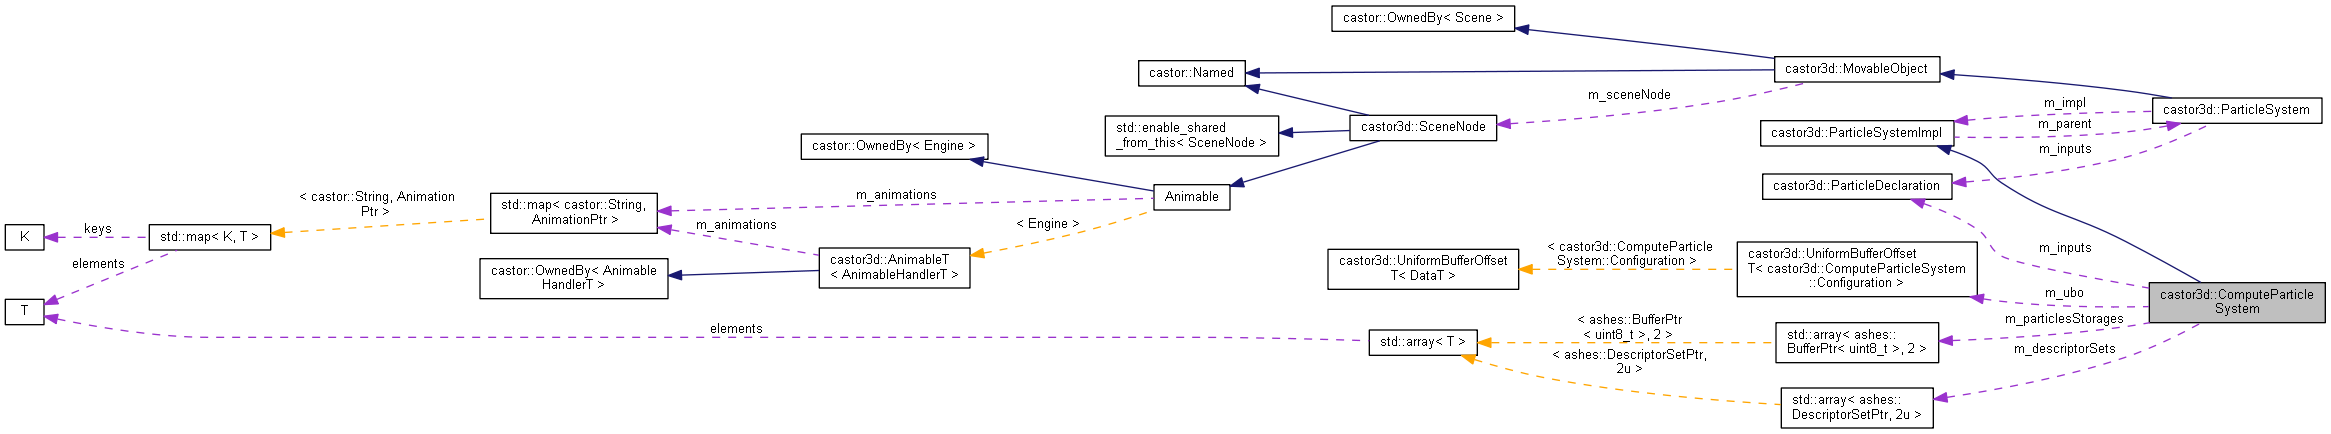 castor::OwnedBy< Scene >
castor::Named
castor3d::MovableObject
m_sceneNode
castor3d::ParticleSystem
m_impl
m_parent
m_inputs
std::enable_shared
_from_this< SceneNode >
castor3d::SceneNode
castor3d::ParticleSystemImpl
castor::OwnedBy< Engine >
castor3d::ParticleDeclaration
< castor::String, Animation
Ptr >
std::map< castor::String,
AnimationPtr >
m_animations
Animable
K
keys
std::map< K, T >
m_animations
< Engine >
elements
castor::OwnedBy< Animable
HandlerT >
castor3d::AnimableT
< AnimableHandlerT >
castor3d::UniformBufferOffset
T< DataT >
< castor3d::ComputeParticle
System::Configuration >
castor3d::UniformBufferOffset
T< castor3d::ComputeParticleSystem
::Configuration >
m_inputs
m_ubo
castor3d::ComputeParticle
System
T
elements
std::array< T >
< ashes::BufferPtr
< uint8_t >, 2 >
< ashes::DescriptorSetPtr,
2u >
std::array< ashes::
BufferPtr< uint8_t >, 2 >
m_particlesStorages
m_descriptorSets
std::array< ashes::
DescriptorSetPtr, 2u >